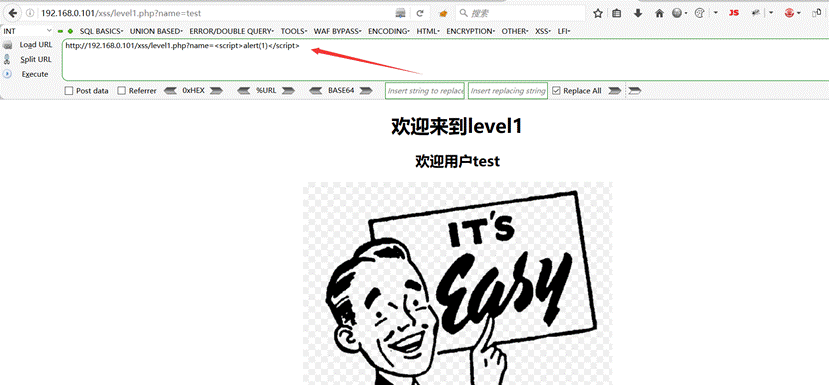 192.168.0.101/xss/level1.php?name=test
搜索
JS
INT
SQL BASICS▾ UNION BASED▾ ERROR/DOUBLE QUERY▾ TOOLS▾ WAF BYPASS▾ ENCODING▾ HTML▾ ENCRYPTION▾ OTHER▾ XSS▾ LFI▾
Load URL
http://192.168.0.101/xss/level1.php?name=<script>alert(1)</script>
Split URL
Execute
Post data Referrer 0xHEX %URL BASE64 Insert string to replace Insert replacing string Replace All
欢迎来到level1
欢迎用户test
IT'S
Easy